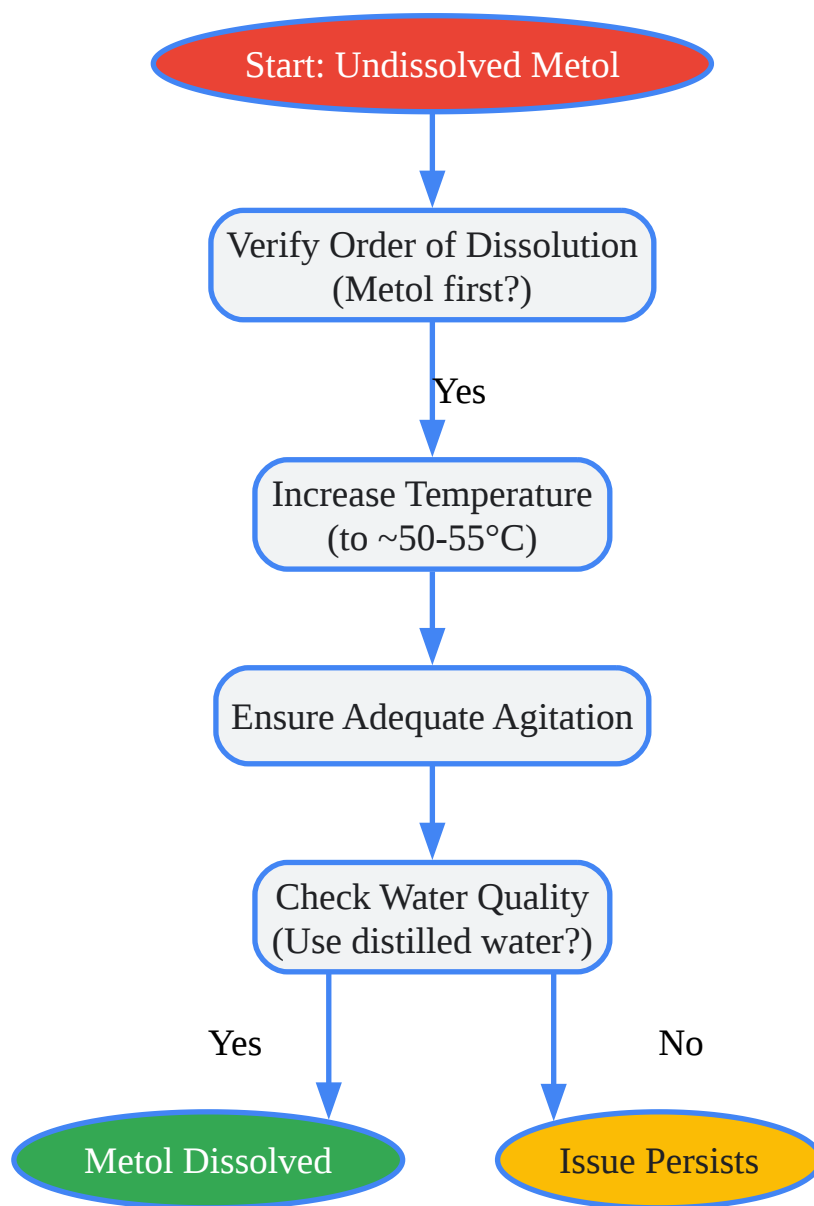 Start: Undissolved Metol
Verify Order of Dissolution
(Metol first?)
Yes
Increase Temperature
(to ~50-55°C)
Ensure Adequate Agitation
Check Water Quality
(Use distilled water?)
Yes
No
Metol Dissolved
Issue Persists